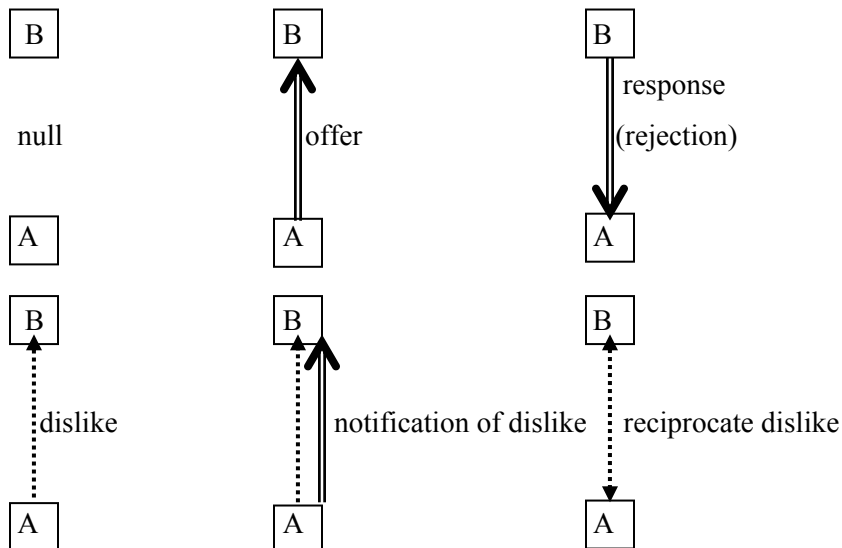 B B B
response
null offer (rejection)
A A A
B B B
dislike notification of dislike reciprocate dislike
A A A